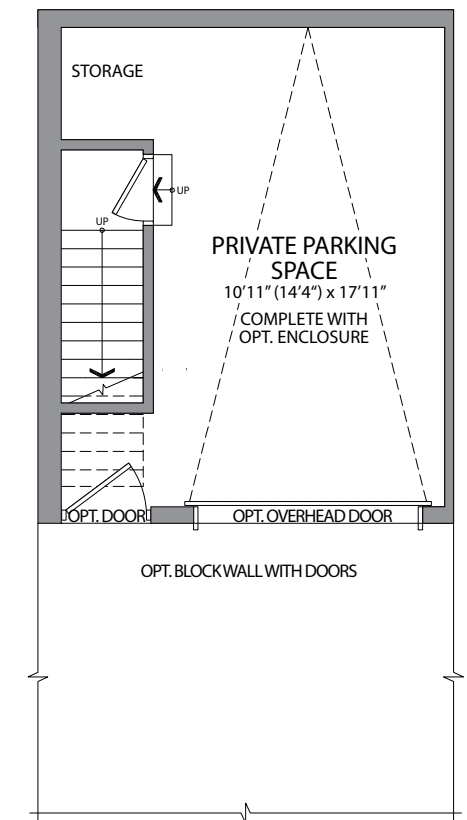 STORAGE
UP
UP
PRIVATE PARKING
SPACE
10’11” (14’4“) x 17’11”
COMPLETE WITH
OPT. ENCLOSURE
OPT. DOOR
OPT. OVERHEAD DOOR
OPT. BLOCK WALL WITH DOORS